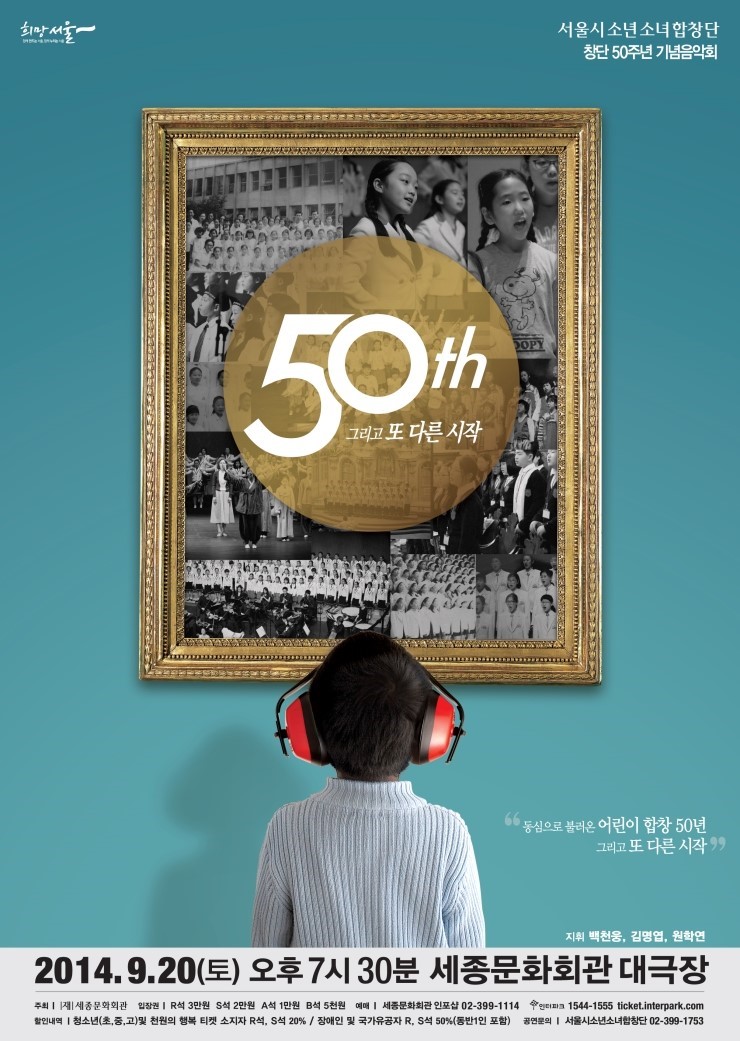 희망서울
서울시소년소녀합창단
창단 50주년 기념음악회
OOPY
50th
그리고 또 다른 시작
“ 동심으로 불러온 어린이 합창 50년
그리고 또 다른 시작 ”
지휘 백천웅, 김명엽, 원학연
2014. 9. 20(토) 오후 7시 30분 세종문화회관 대극장
주최 | |재| 세종문화회관 입장권 | R석 3만원 S석 2만원 A석 1만원 B석 5천원 예매 | 세종문화회관 인포샵 02-399-1114 인터파크 1544-1555 ticket.interpark.com
할인내역 | 청소년(초,중,고)및 천원의 행복 티켓 소지자 R석, S석 20% / 장애인 및 국가유공자 R, S석 50%(동반1인 포함) 공연문의 | 서울시소년소녀합창단 02-399-1753